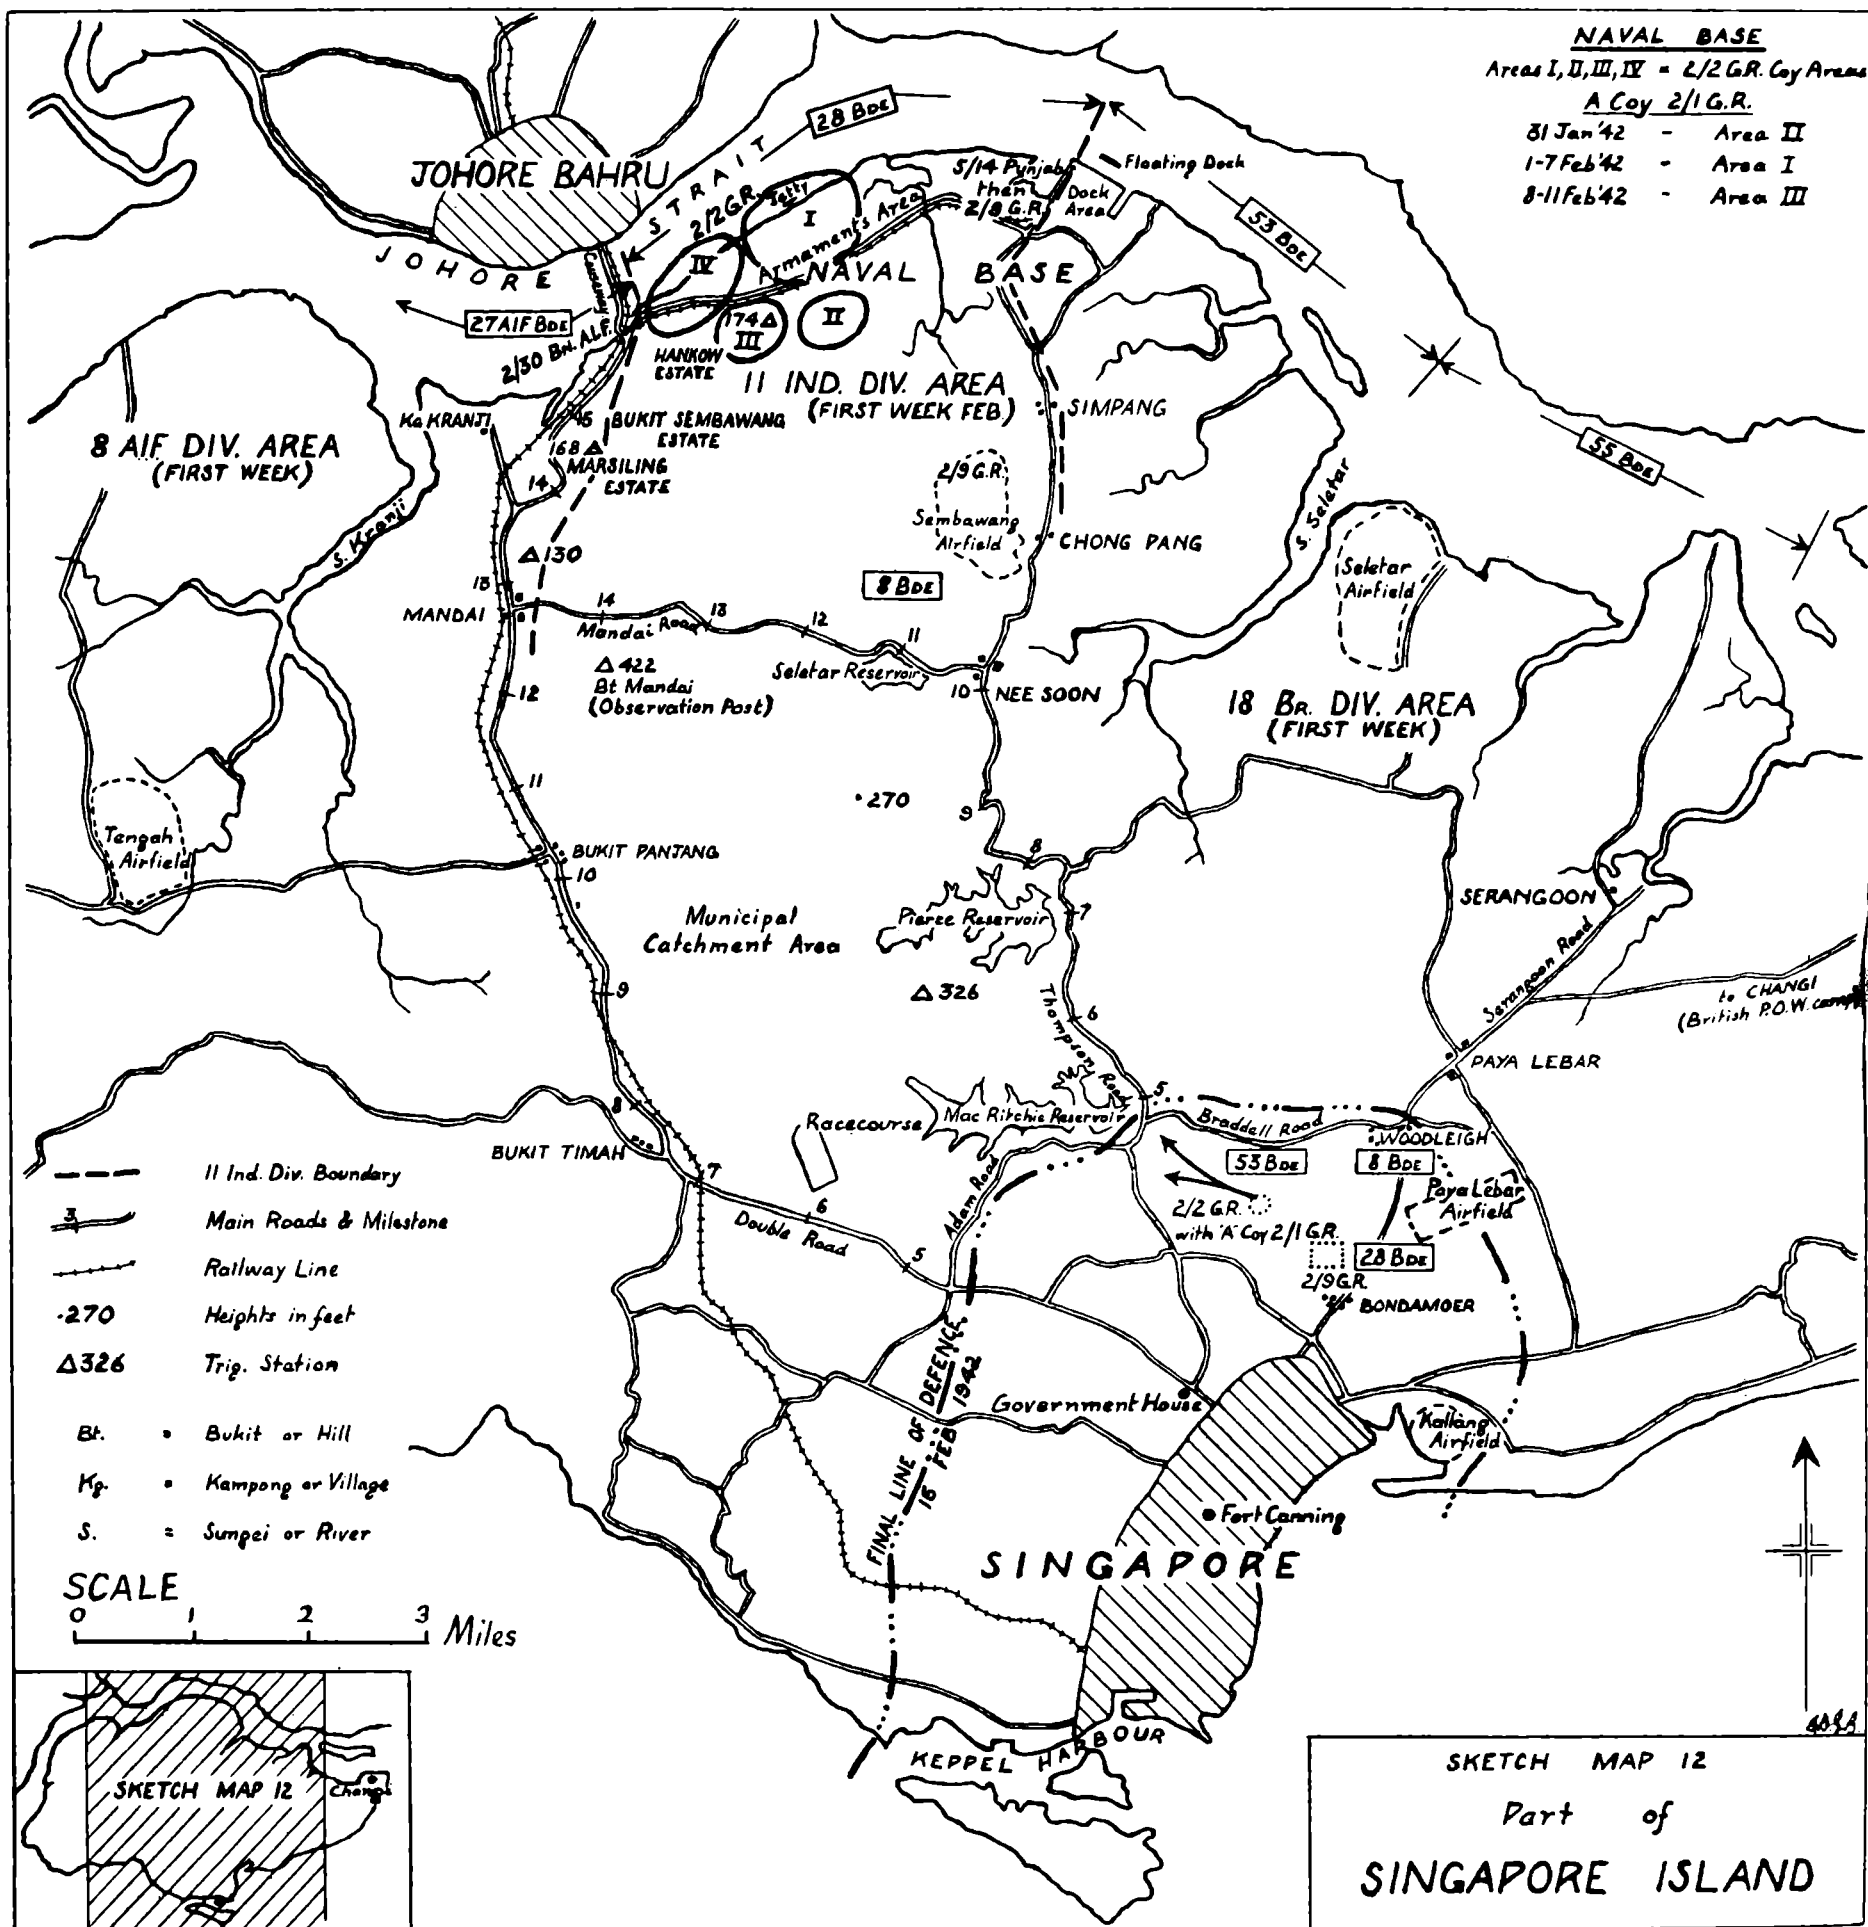 NAVAL BASE
Areas I, II, III, IV = 2/2 G.R. Coy Areas
A Coy 2/1 G.R.
31 Jan '42 - Area II
1-7 Feb '42 - Area I
8-11 Feb '42 - Area III
28 BDE
JOHORE BAHRU
STRAIT
JOHORE
2/2 G.R.
Jetty
I
5/14 Punjab
then
2/9 G.R.
Floating Dock
Dock
Area
53 BDE
Armaments Area
IV
NAVAL BASE
Causeway
27 AIF BDE
2/30 BN. A.I.F.
174
III
II
HANKOW
ESTATE
11 IND. DIV. AREA
(FIRST WEEK FEB)
SIMPANG
Kg KRANJI
15
BUKIT SEMBAWANG
ESTATE
8 AIF DIV. AREA
(FIRST WEEK)
168
MARSILING
ESTATE
14
55 BDE
2/9 G.R.
Sembawang
Airfield
CHONG PANG
S. Kranji
S. Seletar
Seletar
Airfield
130
8 BDE
13
MANDAI
14
Mandai Road
13
12
11
422
Bt Mandai
(Observation Post)
Seletar Reservoir
12
10
NEE SOON
18 BR. DIV. AREA
(FIRST WEEK)
11
·270
9
Tengah
Airfield
BUKIT PANJANG
10
8
Municipal
Catchment Area
Pierce Reservoir
7
SERANGOON
Serangoon Road
9
326
Thompson Road
6
to CHANGI
(British P.O.W. camp)
PAYA LEBAR
8
BUKIT TIMAH
Racecourse
Mac Ritchie Reservoir
5
Braddell Road
WOODLEIGH
53 BDE
8 BDE
7
Adam Road
2/2 G.R.
with 'A' Coy 2/1 G.R.
Paya Lebar
Airfield
6
Double Road
5
28 BDE
2/9 G.R.
BONDAMOER
FINAL LINE OF DEFENCE
15 FEB 1942
Government House
Kallang
Airfield
Fort Canning
SINGAPORE
KEPPEL HARBOUR
11 Ind. Div. Boundary
3 Main Roads & Milestone
Railway Line
·270 Heights in feet
Δ326 Trig. Station
Bt. = Bukit or Hill
Kg. = Kampong or Village
S. = Sungei or River
SCALE
0 1 2 3 Miles
SKETCH MAP 12
Changi
SKETCH MAP 12
Part of
SINGAPORE ISLAND